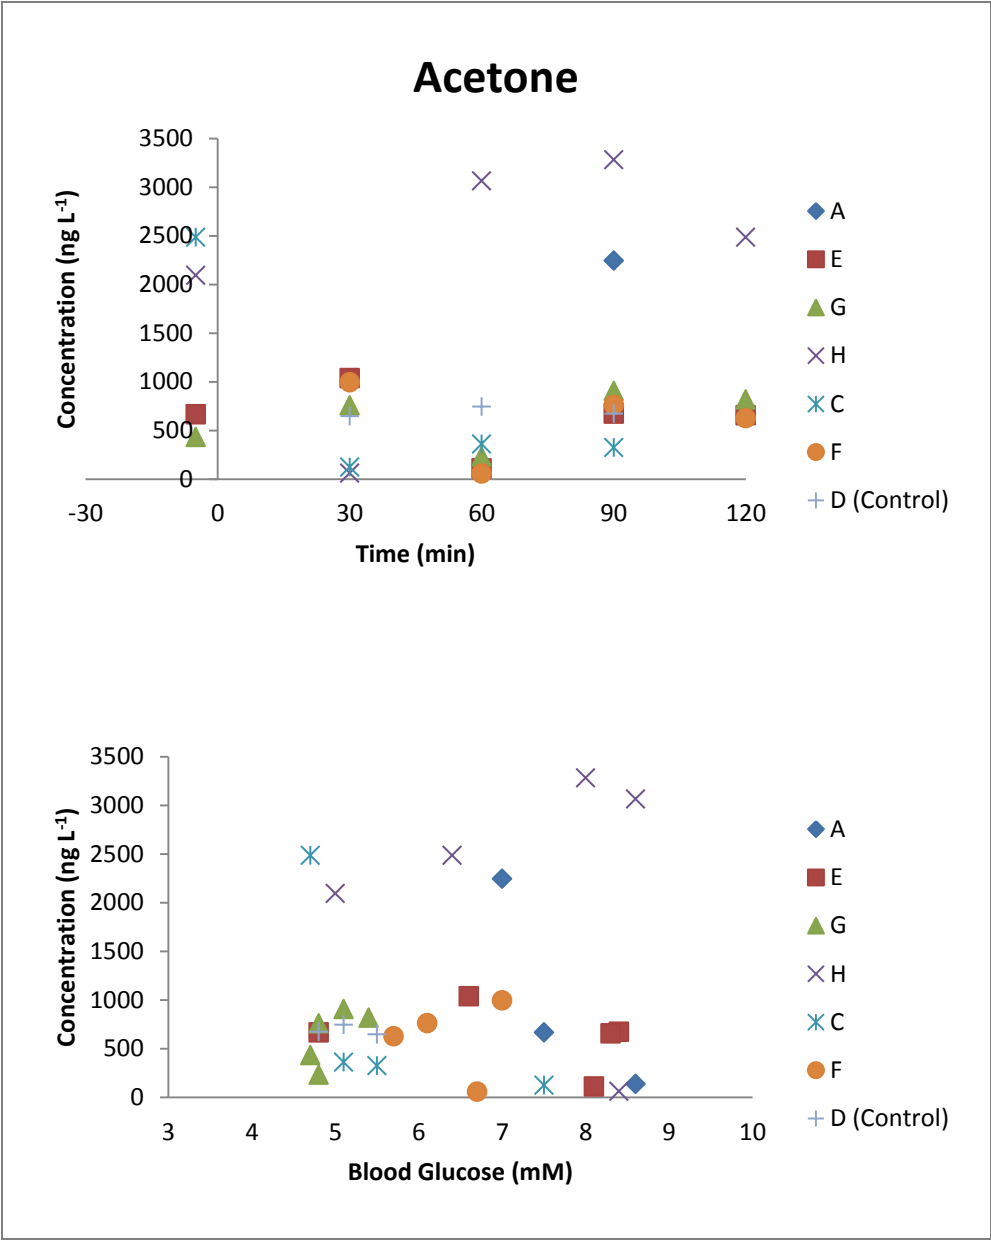 Acetone
3500
3000
2500
2000
1500
1000
500
0
-30 0 30 60 90 120
Concentration (ng L-1)
Time (min)
A
E
G
H
C
F
D (Control)
3500
3000
2500
2000
1500
1000
500
0
3 4 5 6 7 8 9 10
Concentration (ng L-1)
Blood Glucose (mM)
A
E
G
H
C
F
D (Control)